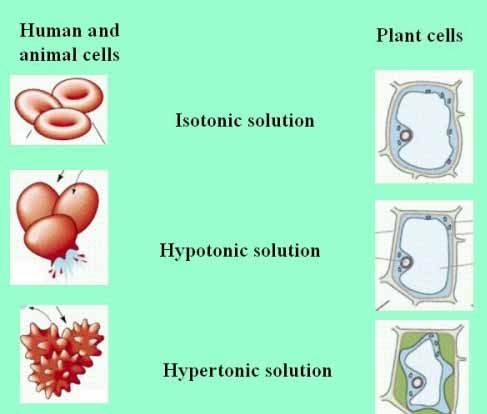 Human and
animal cells
Plant cells
Isotonic solution
Hypotonic solution
Hypertonic solution